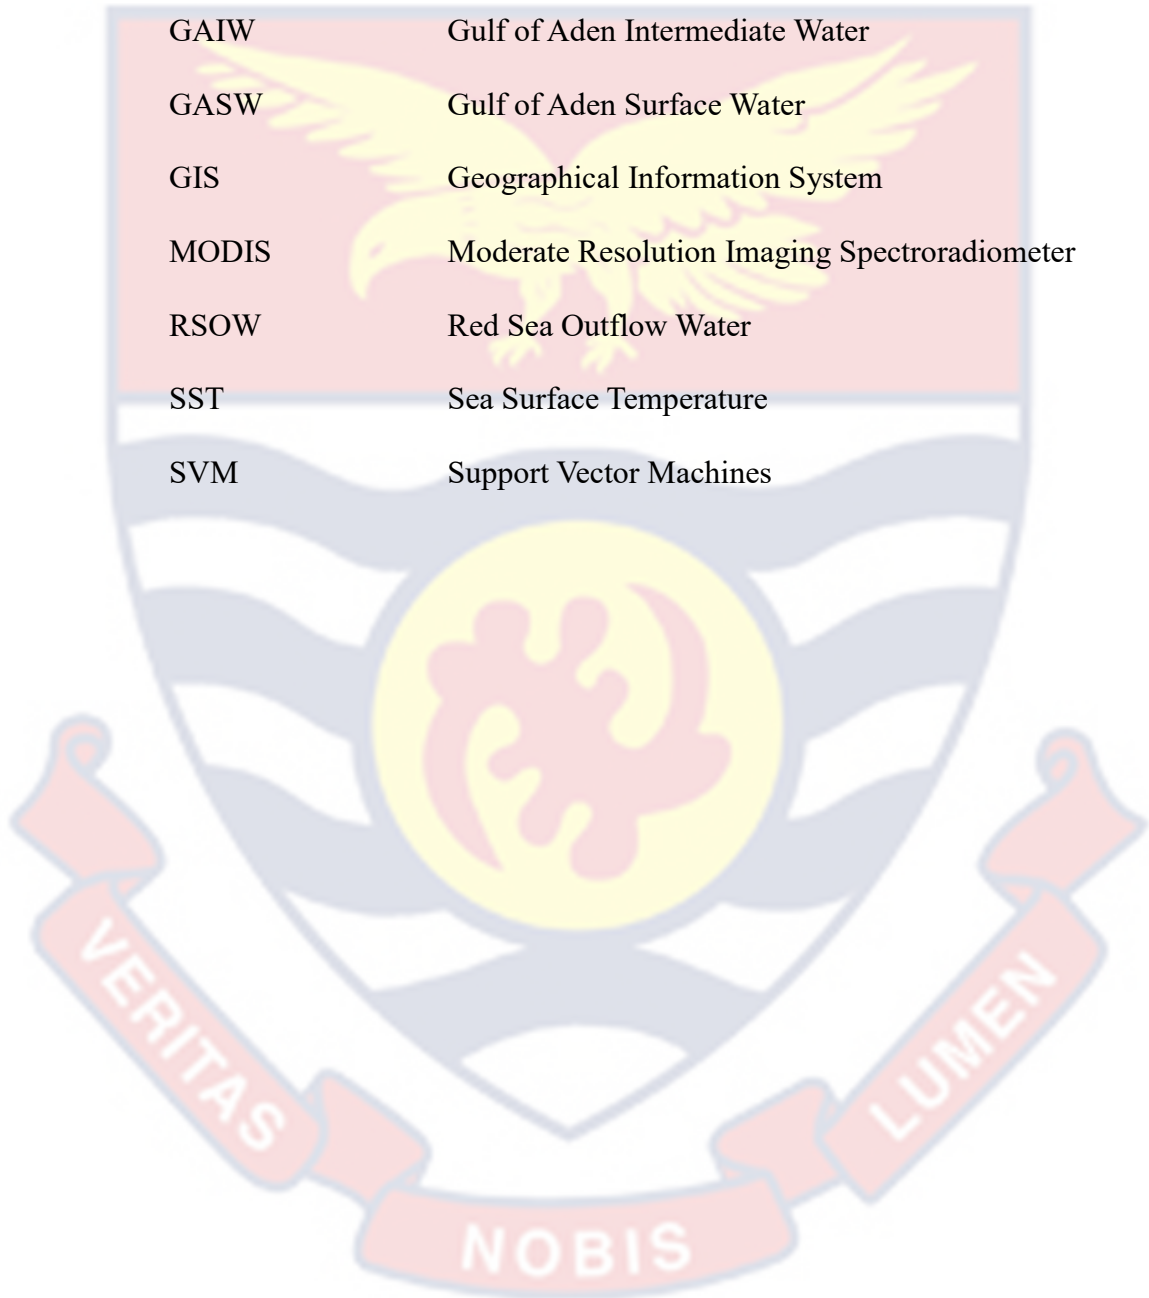 GAIW Gulf of Aden Intermediate Water
GASW Gulf of Aden Surface Water
GIS Geographical Information System
MODIS Moderate Resolution Imaging Spectroradiometer
RSOW Red Sea Outflow Water
SST Sea Surface Temperature
SVM Support Vector Machines
VERITAS
NOBIS
LUMEN